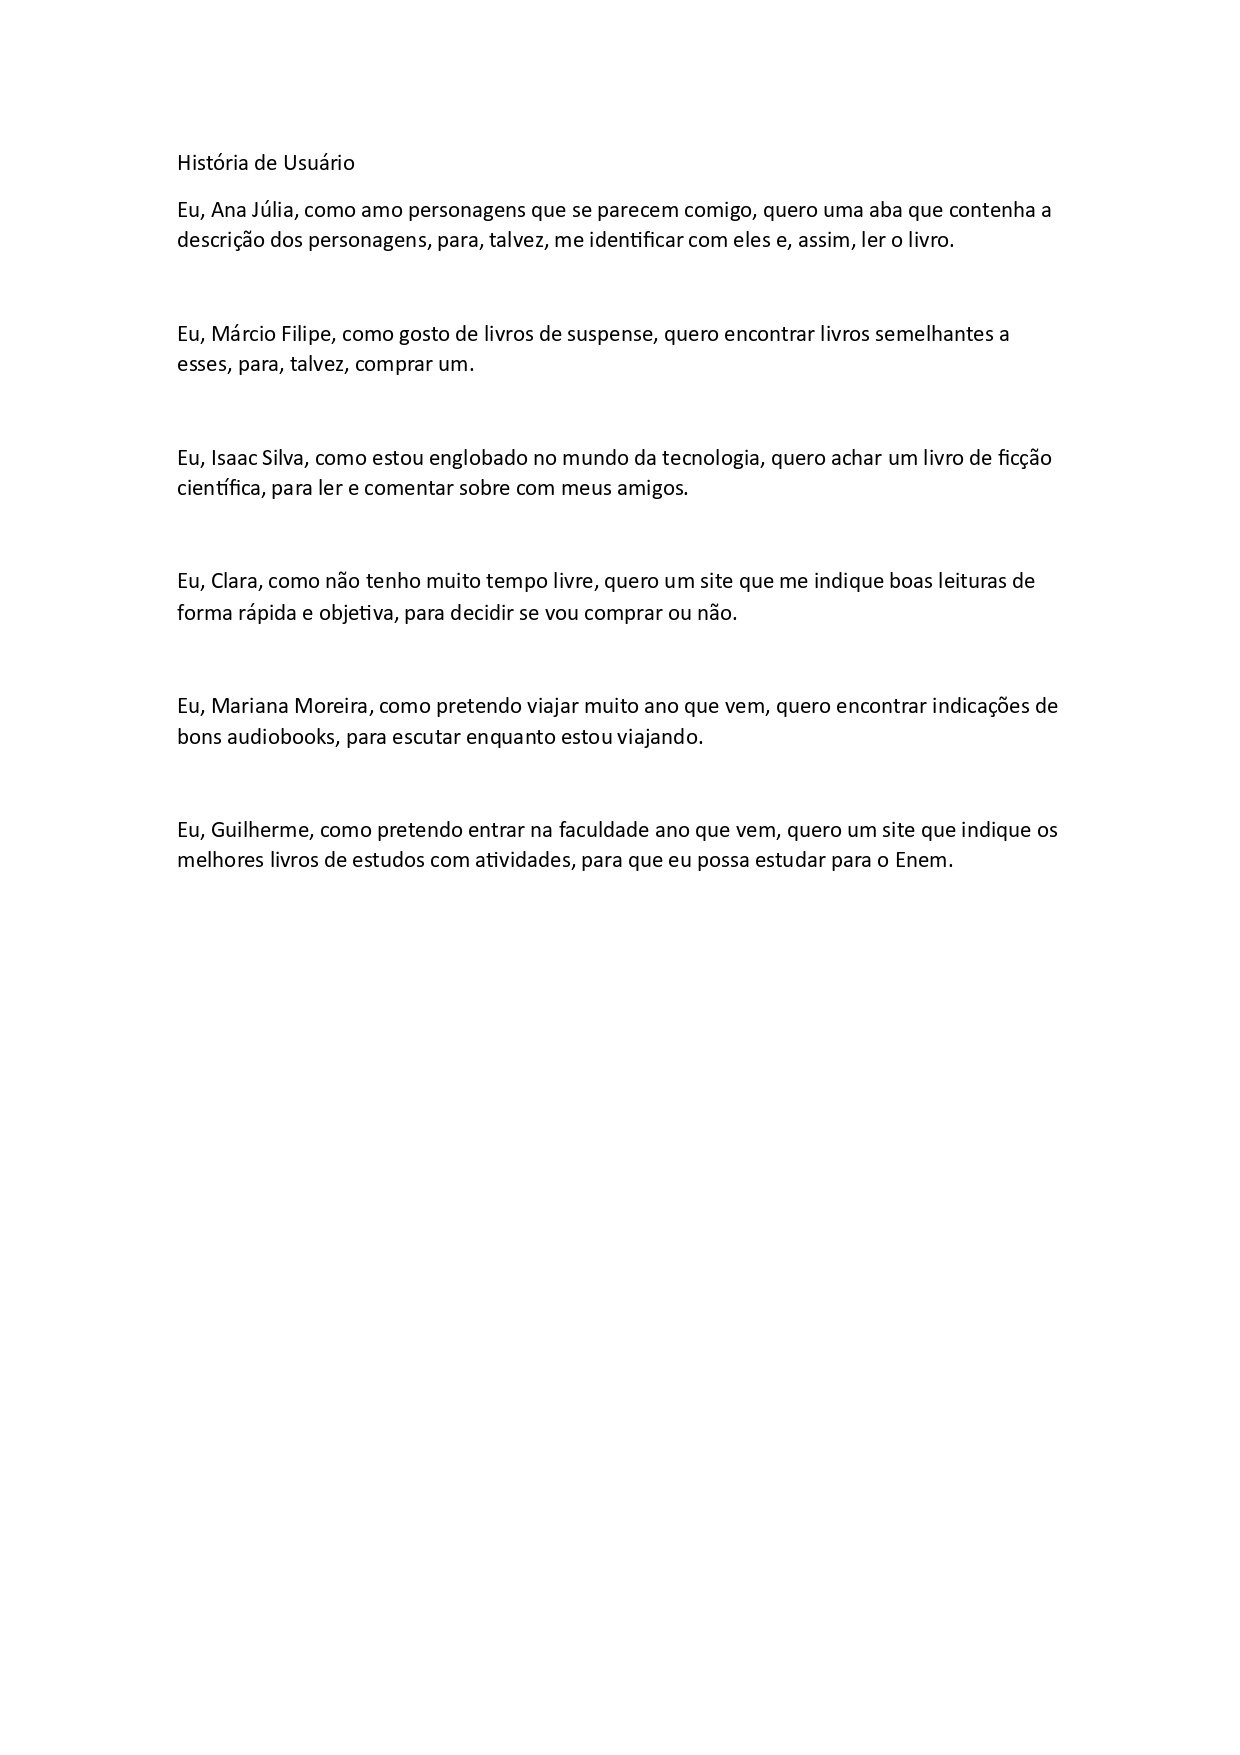 História de Usuário
Eu, Ana Júlia, como amo personagens que se parecem comigo, quero uma aba que contenha a
descrição dos personagens, para, talvez, me identificar com eles e, assim, ler o livro.
Eu, Márcio Filipe, como gosto de livros de suspense, quero encontrar livros semelhantes a
esses, para, talvez, comprar um.
Eu, Isaac Silva, como estou englobado no mundo da tecnologia, quero achar um livro de ficção
científica, para ler e comentar sobre com meus amigos.
Eu, Clara, como não tenho muito tempo livre, quero um site que me indique boas leituras de
forma rápida e objetiva, para decidir se vou comprar ou não.
Eu, Mariana Moreira, como pretendo viajar muito ano que vem, quero encontrar indicações de
bons audiobooks, para escutar enquanto estou viajando.
Eu, Guilherme, como pretendo entrar na faculdade ano que vem, quero um site que indique os
melhores livros de estudos com atividades, para que eu possa estudar para o Enem.